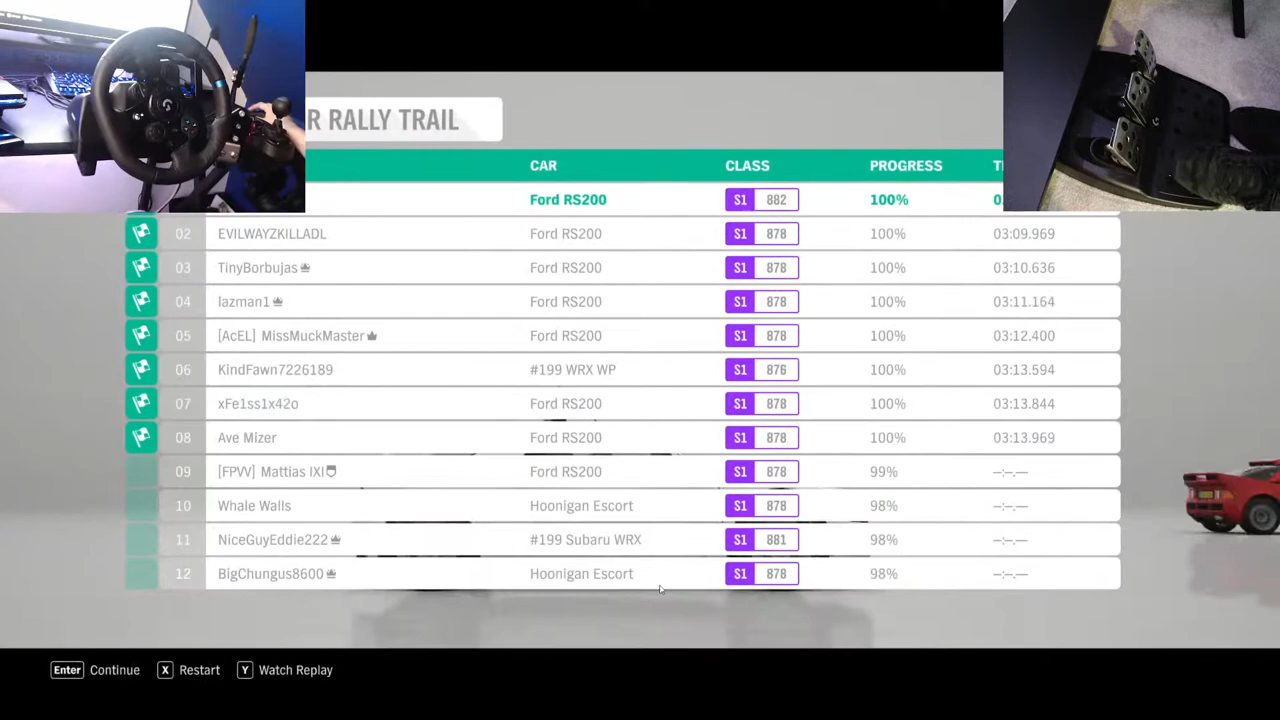 R RALLY TRAIL
CAR CLASS PROGRESS
Ford RS200 S1 882 100%
02 EVILWAYZKILLADL Ford RS200 S1 878 100% 03:09.969
03 TinyBorbujas Ford RS200 S1 878 100% 03:10.636
04 lazman1 Ford RS200 S1 878 100% 03:11.164
05 [AcEL] MissMuckMaster Ford RS200 S1 878 100% 03:12.400
06 KindFawn7226189 #199 WRX WP S1 876 100% 03:13.594
07 xFe1ss1x42o Ford RS200 S1 878 100% 03:13.844
08 Ave Mizer Ford RS200 S1 878 100% 03:13.969
09 [FPVV] Mattias IXI Ford RS200 S1 878 99% --:--.---
10 Whale Walls Hoonigan Escort S1 878 98% --:--.---
11 NiceGuyEddie222 #199 Subaru WRX S1 881 98% --:--.---
12 BigChungus8600 Hoonigan Escort S1 878 98% --:--.---
Enter Continue X Restart Y Watch Replay